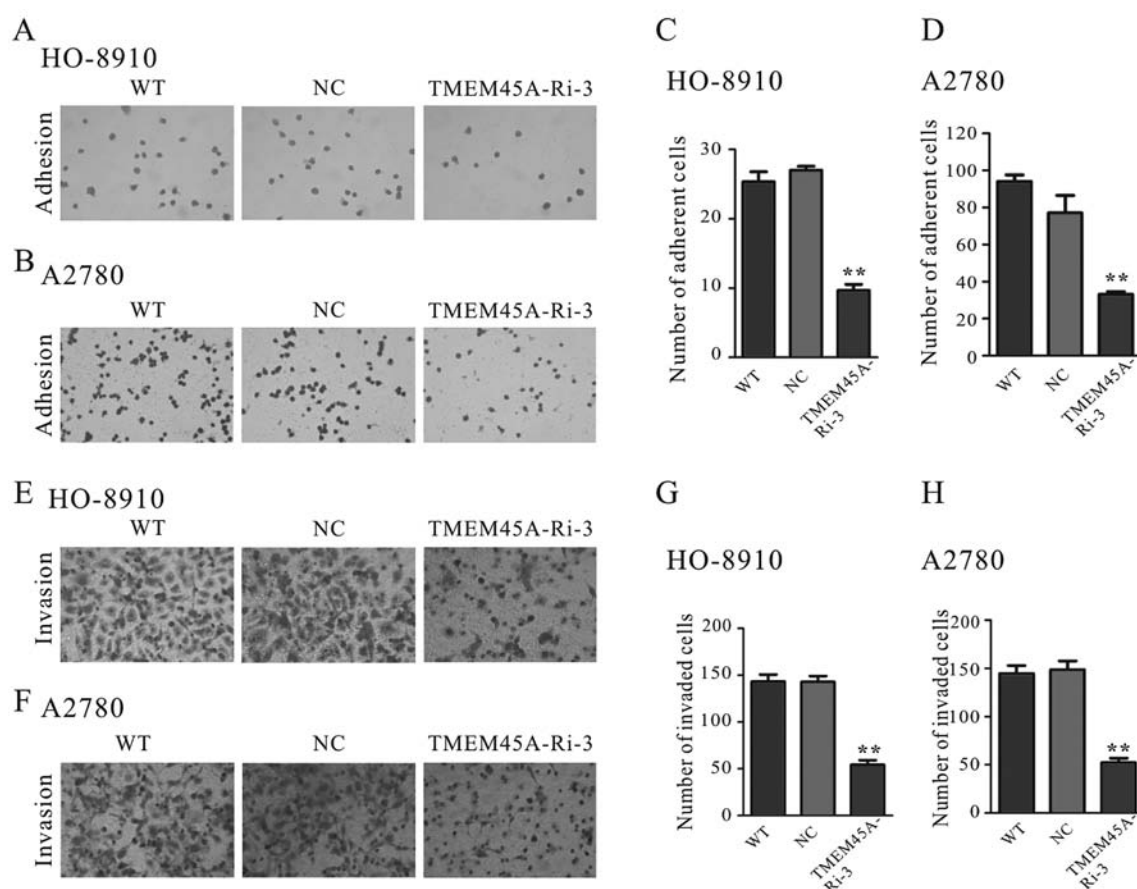 A
HO-8910
WT NC TMEM45A-Ri-3
Adhesion
B A2780
WT NC TMEM45A-Ri-3
Adhesion
C
HO-8910
Number of adherent cells
30
20
10
0
WT NC TMEM45A-
Ri-3
**
D
A2780
Number of adherent cells
120
100
80
60
40
20
0
WT NC TMEM45A-
Ri-3
**
E HO-8910
WT NC TMEM45A-Ri-3
Invasion
F A2780
WT NC TMEM45A-Ri-3
Invasion
G
HO-8910
Number of invaded cells
200
150
100
50
0
WT NC TMEM45A-
Ri-3
**
H
A2780
Number of invaded cells
200
150
100
50
0
WT NC TMEM45A-
Ri-3
**